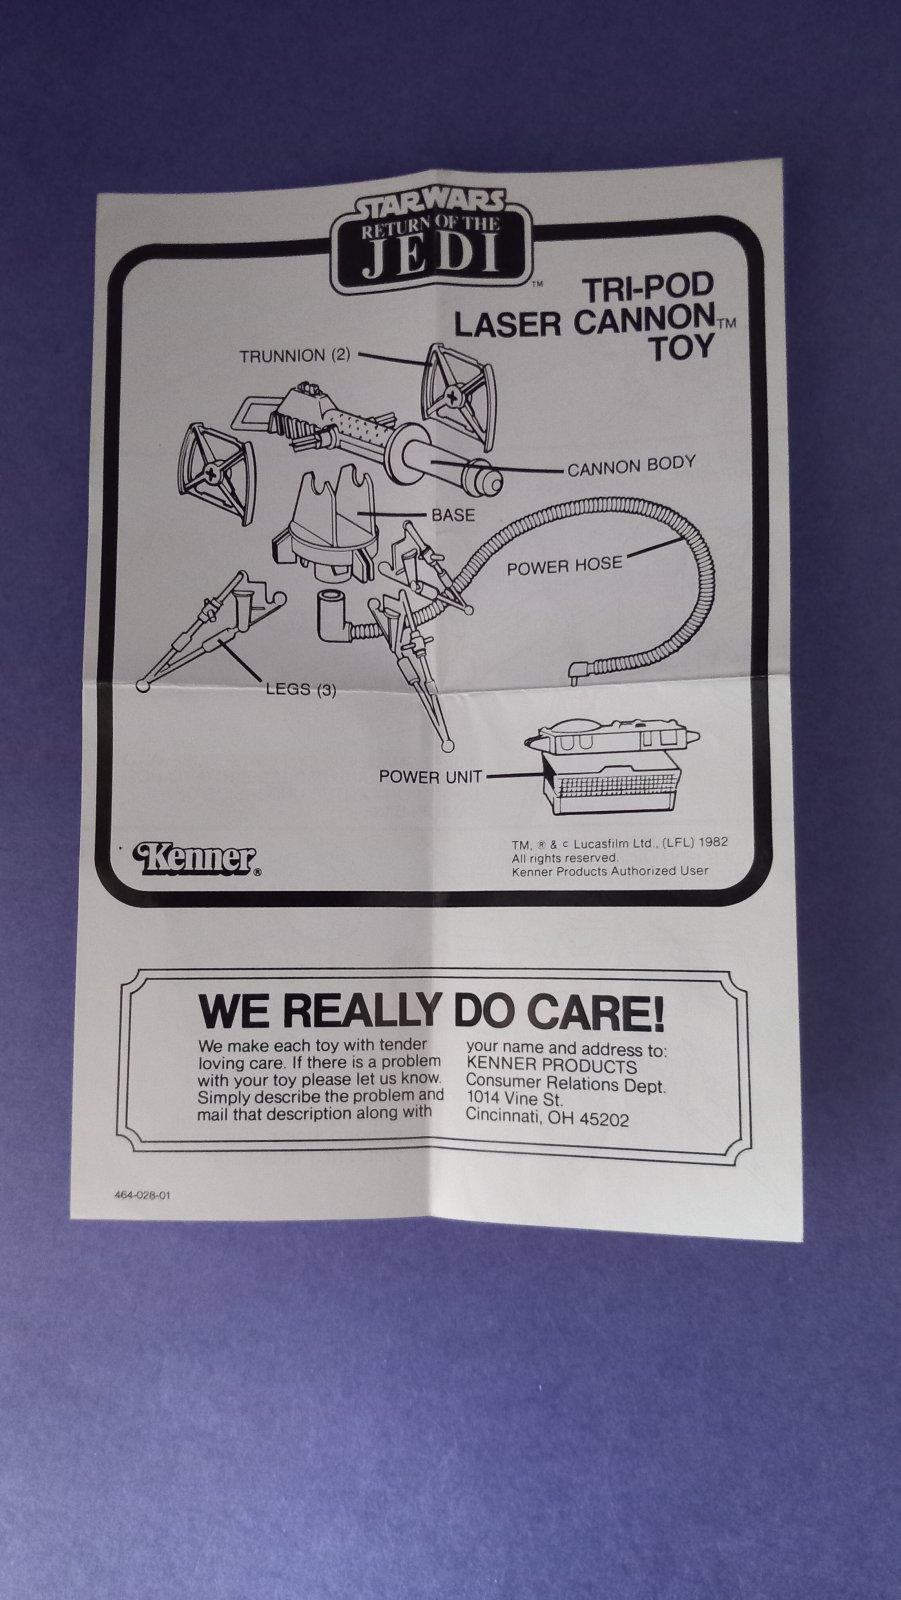 STAR WARS
RETURN OF THE
JEDI
TM
TRI-POD
LASER CANNON TM
TOY
TRUNNION (2)
CANNON BODY
BASE
POWER HOSE
LEGS (3)
POWER UNIT
Kenner®
TM, ® & © Lucasfilm Ltd., (LFL) 1982
All rights reserved.
Kenner Products Authorized User
WE REALLY DO CARE!
We make each toy with tender
loving care. If there is a problem
with your toy please let us know.
Simply describe the problem and
mail that description along with
your name and address to:
KENNER PRODUCTS
Consumer Relations Dept.
1014 Vine St.
Cincinnati, OH 45202
464-028-01